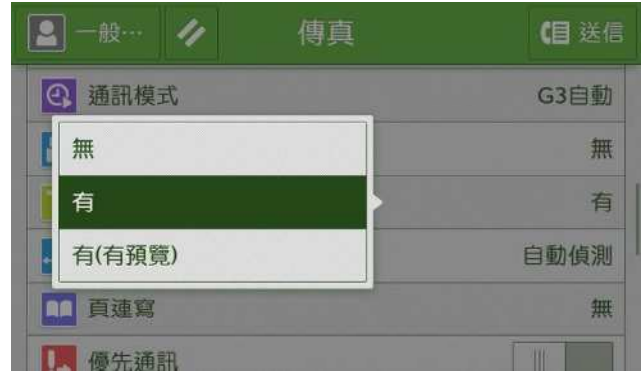 一般… 傳真 送信
通訊模式 G3自動
無 無
有 有
有(有預覽) 自動偵測
頁連寫 無
優先通訊